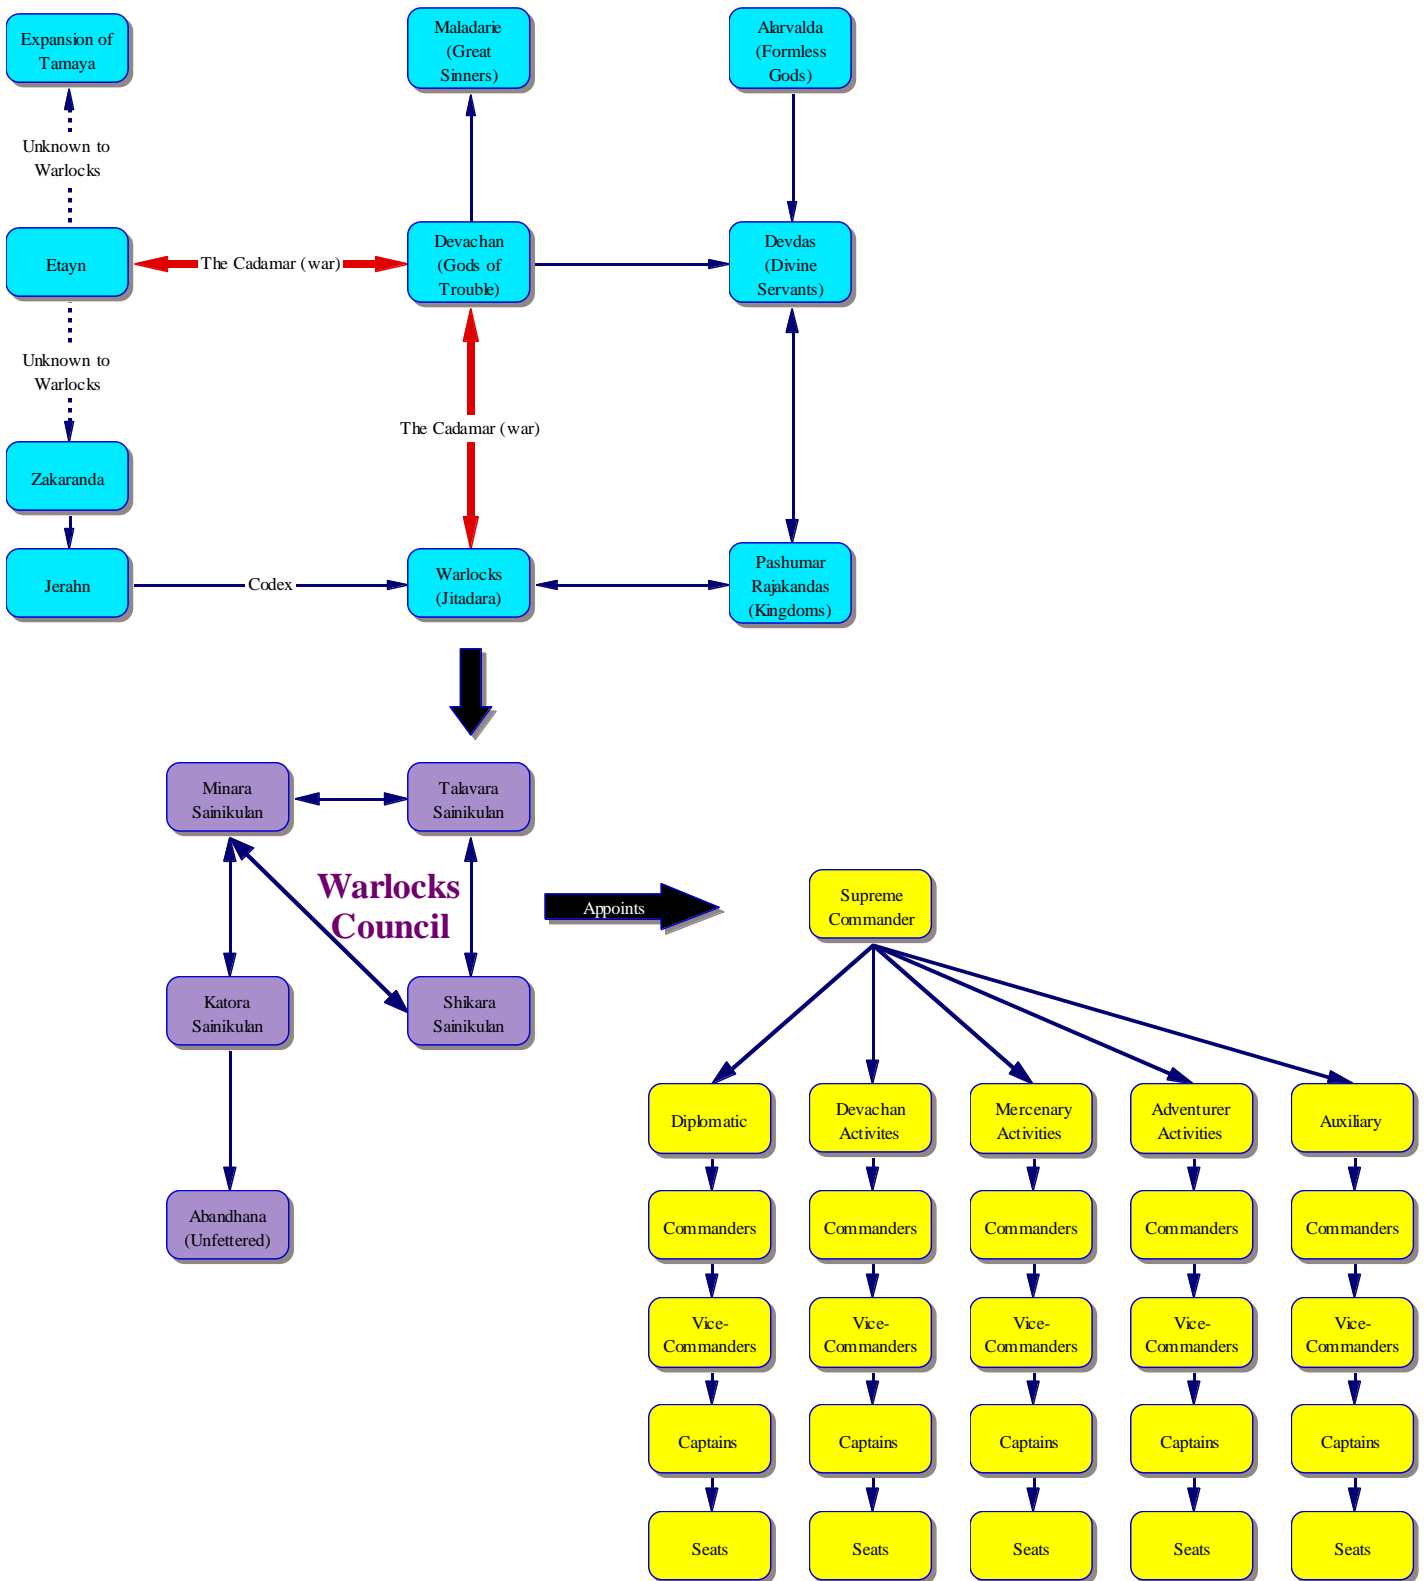 Expansion of
Tamaya
Maladarie
(Great
Sinners)
Alarvalda
(Formless
Gods)
Unknown to
Warlocks
Etayn
The Cadamar (war)
Devachan
(Gods of
Trouble)
Devdas
(Divine
Servants)
Unknown to
Warlocks
The Cadamar (war)
Zakaranda
Jerahn
Codex
Warlocks
(Jitadara)
Pashumar
Rajakandas
(Kingdoms)
Minara
Sainikulan
Talavara
Sainikulan
Warlocks
Council
Appoints
Supreme
Commander
Katora
Sainikulan
Shikara
Sainikulan
Abandhana
(Unfettered)
Diplomatic
Devachan
Activites
Mercenary
Activities
Adventurer
Activities
Auxiliary
Commanders
Commanders
Commanders
Commanders
Commanders
Vice-
Commanders
Vice-
Commanders
Vice-
Commanders
Vice-
Commanders
Vice-
Commanders
Captains
Captains
Captains
Captains
Captains
Seats
Seats
Seats
Seats
Seats